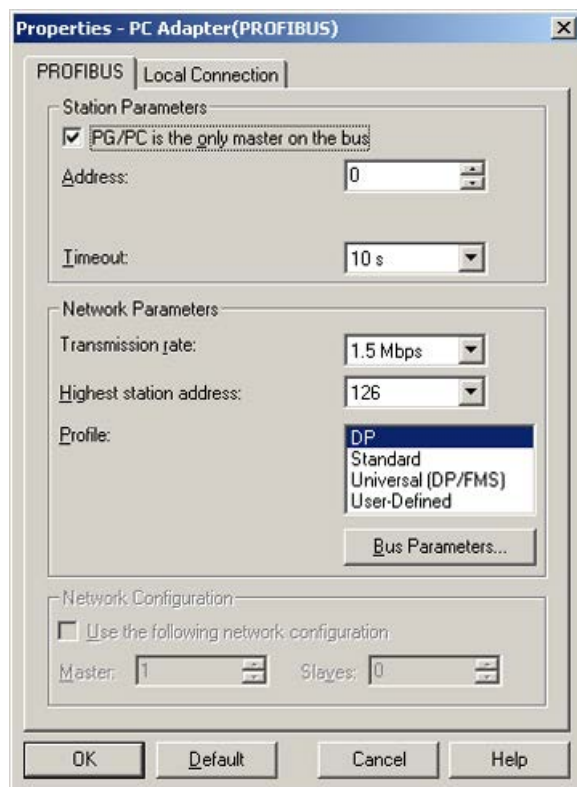 Properties - PC Adapter(PROFIBUS)
PROFIBUS Local Connection
Station Parameters
PG/PC is the only master on the bus
Address: 0
Timeout: 10 s
Network Parameters
Transmission rate: 1.5 Mbps
Highest station address: 126
Profile: DP
Standard
Universal (DP/FMS)
User-Defined
Bus Parameters...
Network Configuration
Use the following network configuration
Master: 1 Slaves: 0
OK Default Cancel Help